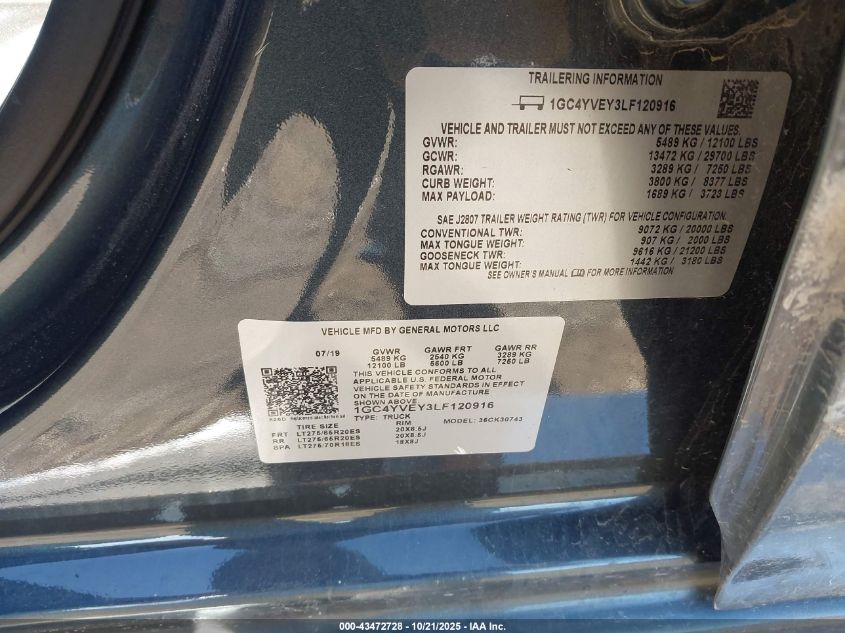 TRAILERING INFORMATION
1GC4YVEY3LF120916
VEHICLE AND TRAILER MUST NOT EXCEED ANY OF THESE VALUES.
GVWR: 5489 KG / 12100 LBS
GCWR: 13472 KG / 29700 LBS
RGAWR: 3289 KG / 7250 LBS
CURB WEIGHT: 3800 KG / 8377 LBS
MAX PAYLOAD: 1689 KG / 3723 LBS
SAE J2807 TRAILER WEIGHT RATING (TWR) FOR VEHICLE CONFIGURATION.
CONVENTIONAL TWR: 9072 KG / 20000 LBS
MAX TONGUE WEIGHT: 907 KG / 2000 LBS
GOOSENECK TWR: 9616 KG / 21200 LBS
MAX TONGUE WEIGHT: 1442 KG / 3180 LBS
SEE OWNER'S MANUAL FOR MORE INFORMATION
VEHICLE MFD BY GENERAL MOTORS LLC
07/19 GVWR GAWR FRT GAWR RR
5489 KG 2540 KG 3289 KG
12100 LB 5600 LB 7250 LB
THIS VEHICLE CONFORMS TO ALL
APPLICABLE U.S. FEDERAL MOTOR
VEHICLE SAFETY STANDARDS IN EFFECT
ON THE DATE OF MANUFACTURE
SHOWN ABOVE.
1GC4YVEY3LF120916
TYPE: TRUCK MODEL: 36CK30743
TIRE SIZE RIM
FRT LT275/65R20ES 20X8.5J
RR LT275/65R20ES 20X8.5J
SPA LT275/70R18ES 18X8J
000-43472728 - 10/21/2025 - IAA Inc.